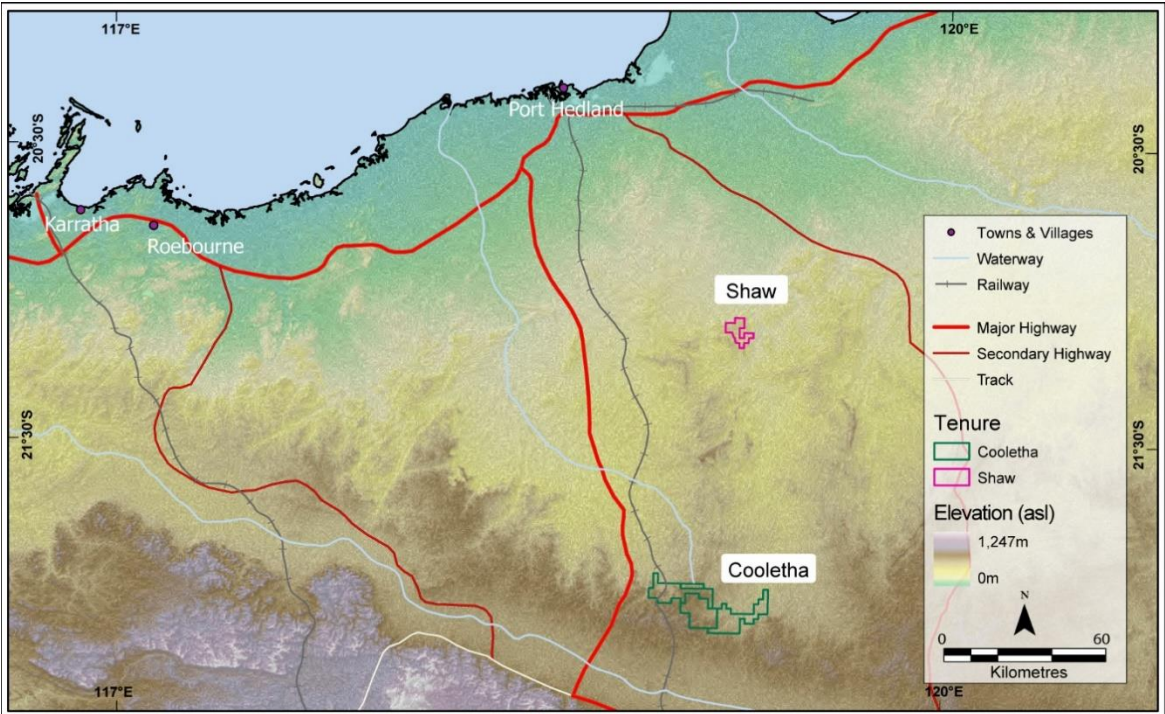 117°E
120°E
Port Hedland
20°30'S
20°30'S
Karratha
Roebourne
Shaw
Towns & Villages
Waterway
Railway
Major Highway
Secondary Highway
Track
Tenure
Cooletha
Shaw
21°30'S
21°30'S
Elevation (asl)
1,247m
0m
Cooletha
N
0 60
Kilometres
117°E
120°E